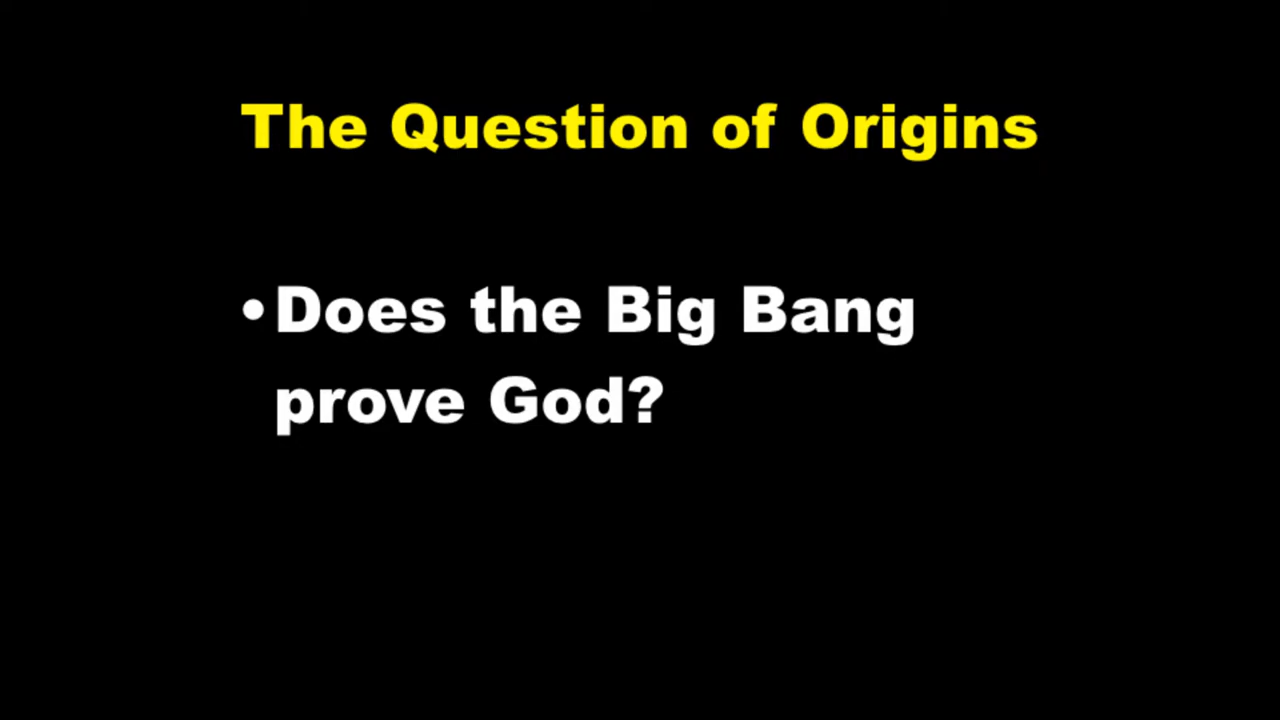 The Question of Origins
•Does the Big Bang
prove God?